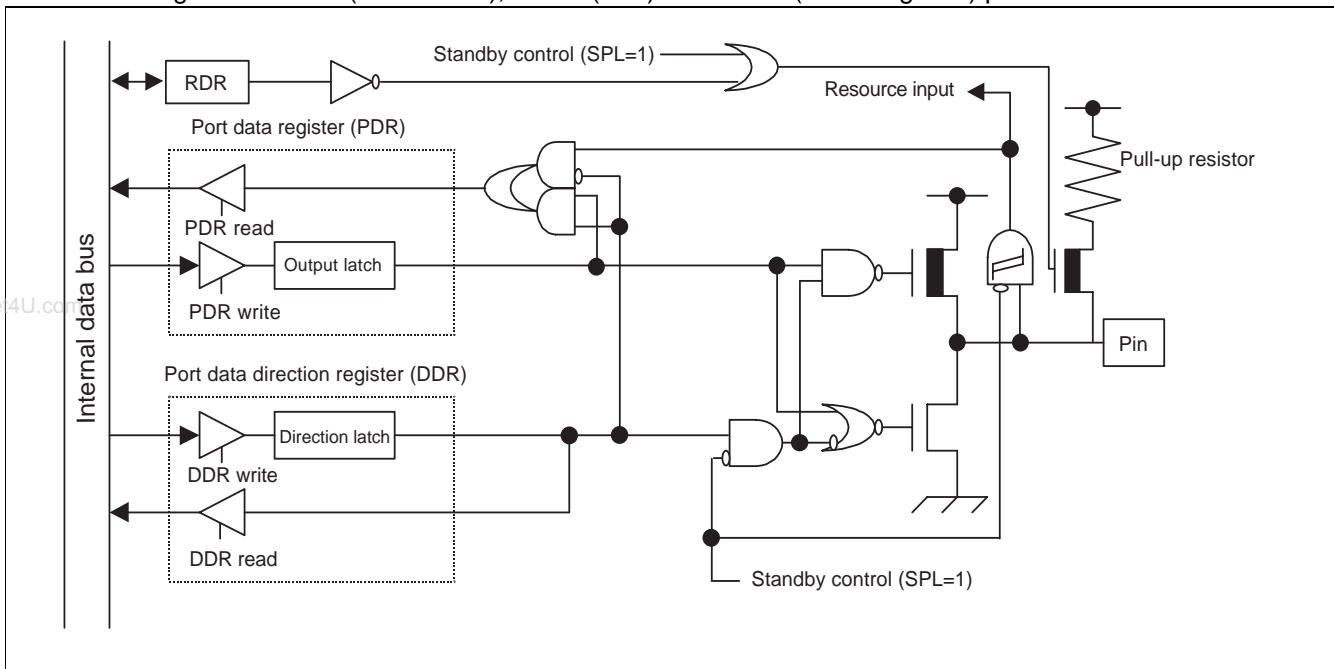 Standby control (SPL=1)
RDR
Resource input
Port data register (PDR)
Pull-up resistor
PDR read
Output latch
PDR write
Internal data bus
Pin
Port data direction register (DDR)
Direction latch
DDR write
DDR read
Standby control (SPL=1)